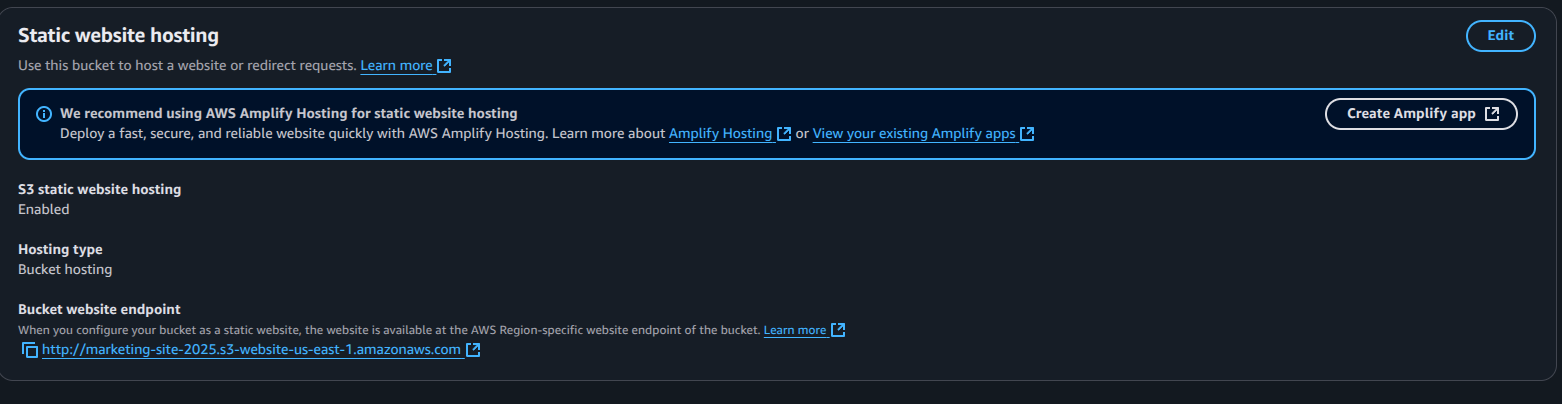 Static website hosting
Edit
Use this bucket to host a website or redirect requests. Learn more
We recommend using AWS Amplify Hosting for static website hosting
Deploy a fast, secure, and reliable website quickly with AWS Amplify Hosting. Learn more about Amplify Hosting or View your existing Amplify apps
Create Amplify app
S3 static website hosting
Enabled
Hosting type
Bucket hosting
Bucket website endpoint
When you configure your bucket as a static website, the website is available at the AWS Region-specific website endpoint of the bucket. Learn more
http://marketing-site-2025.s3-website-us-east-1.amazonaws.com